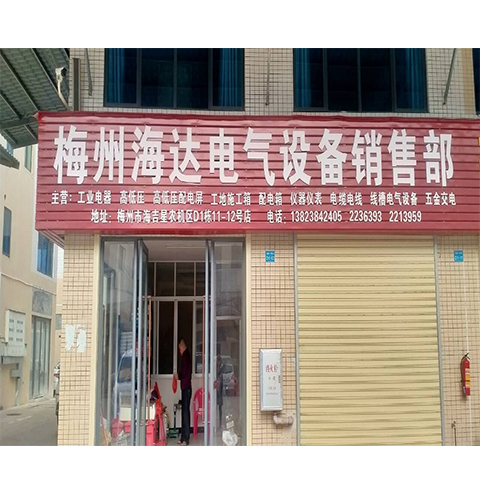 梅州海达电气设备销售部
主营：工业电器 高低压 高低压配电屏 工地施工箱 配电箱 仪器仪表 电缆电线 线槽电气设备 五金交电
地址：梅州市海吉星农机区D1栋11-12号店 电话：13823842405 2236393 2213959